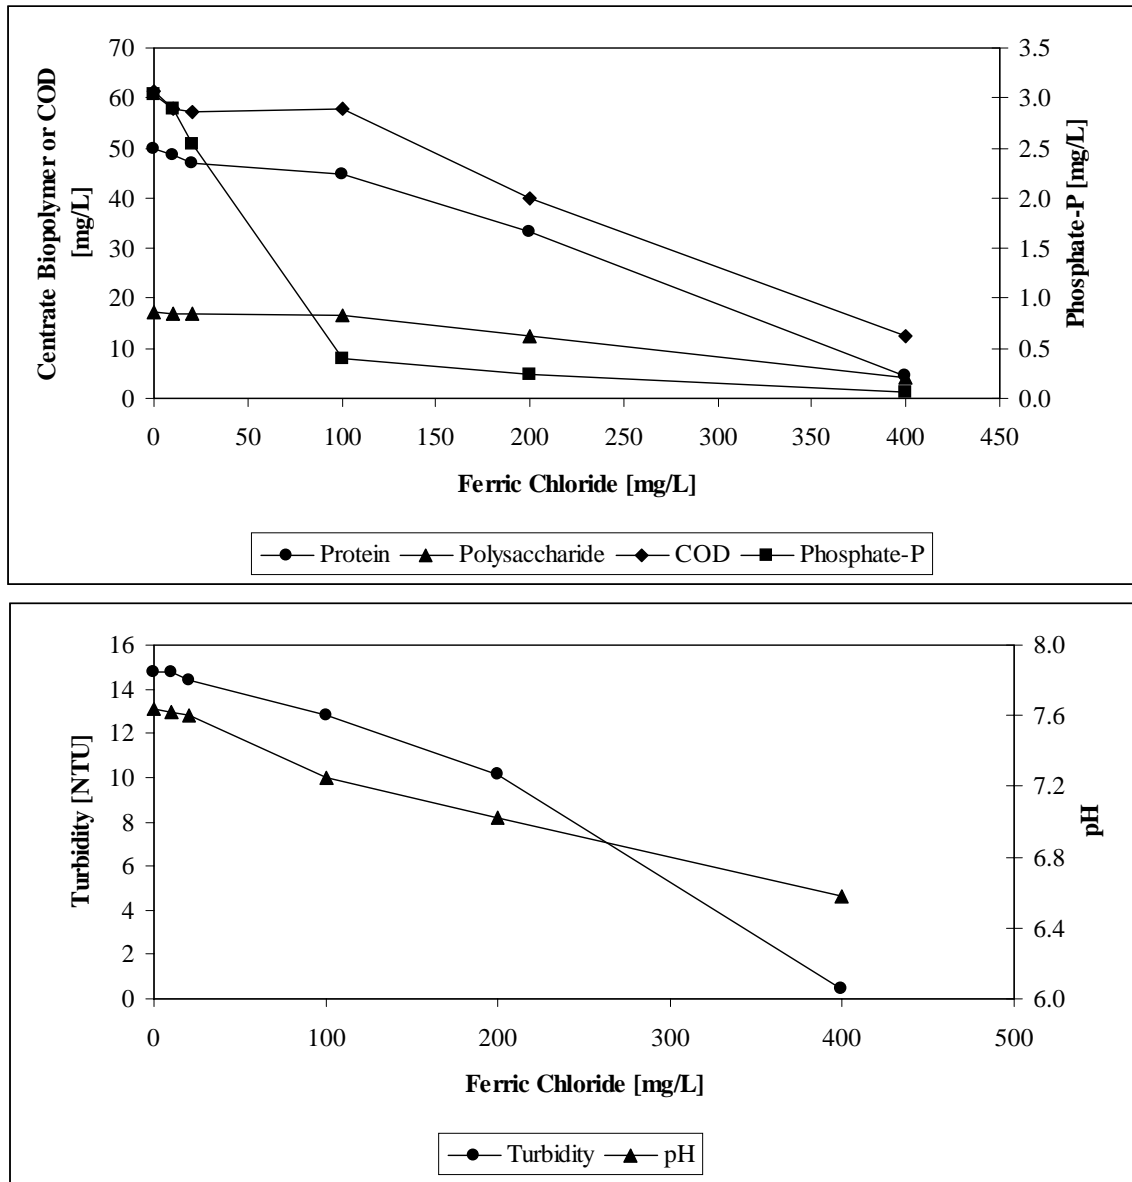 70
60
50
40
30
20
10
0
Centrate Biopolymer or COD
[mg/L]
3.5
3.0
2.5
2.0
1.5
1.0
0.5
0.0
Phosphate-P [mg/L]
0 50 100 150 200 250 300 350 400 450
Ferric Chloride [mg/L]
Protein Polysaccharide COD Phosphate-P
16
14
12
10
8
6
4
2
0
Turbidity [NTU]
8.0
7.6
7.2
6.8
6.4
6.0
pH
0 100 200 300 400 500
Ferric Chloride [mg/L]
Turbidity pH